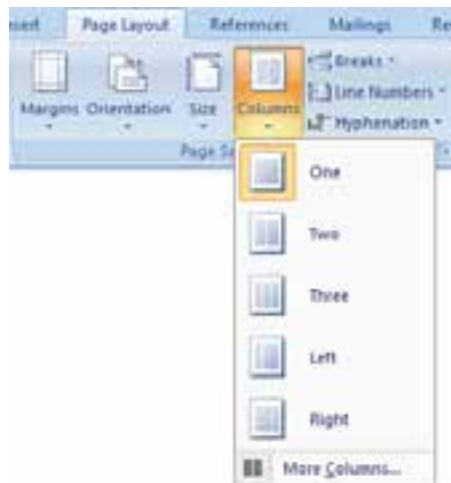 Page Layout References Mailings
Margins Orientation Size Columns
Breaks
Line Numbers
Hyphenation
Page
One
Two
Three
Left
Right
More Columns...